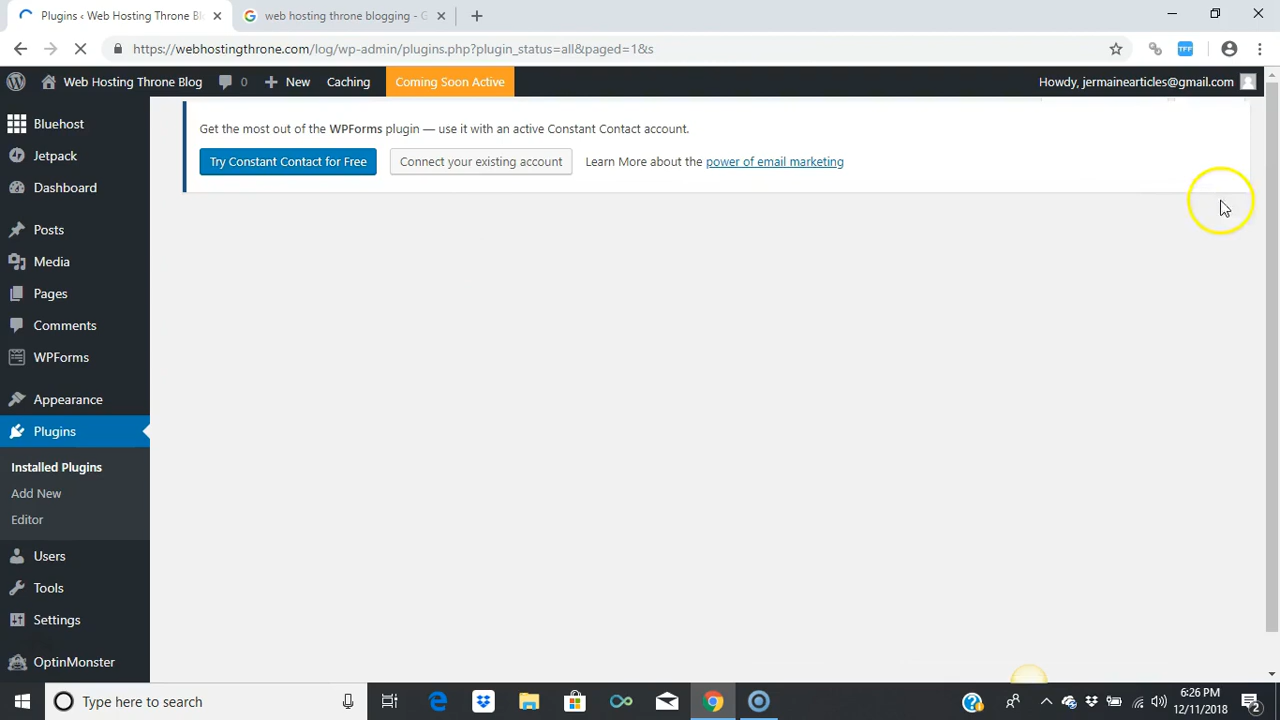 Plugins ‹ Web Hosting Throne Bl
web hosting throne blogging - G
https://webhostingthrone.com/log/wp-admin/plugins.php?plugin_status=all&paged=1&s
TFF
Web Hosting Throne Blog
0
New
Caching
Coming Soon Active
Howdy, jermainearticles@gmail.com
Bluehost
Jetpack
Dashboard
Posts
Media
Pages
Comments
WPForms
Appearance
Plugins
Installed Plugins
Add New
Editor
Users
Tools
Settings
OptinMonster
Get the most out of the WPForms plugin — use it with an active Constant Contact account.
Try Constant Contact for Free
Connect your existing account
Learn More about the power of email marketing
Type here to search
6:26 PM
12/11/2018
2